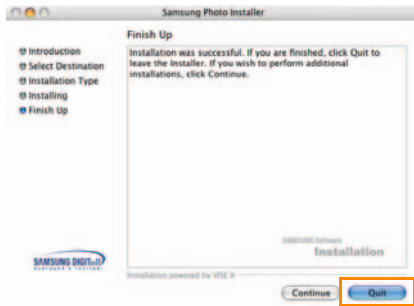 Samsung Photo Installer
Finish Up
Introduction
Select Destination
Installation Type
Installing
Finish Up
Installation was successful. If you are finished, click Quit to
leave the Installer. If you wish to perform additional
installations, click Continue.
SAMSUNG DIGITall
everyone's invited.
SAMSUNG Software
Installation
Installation powered by VISE X
Continue
Quit